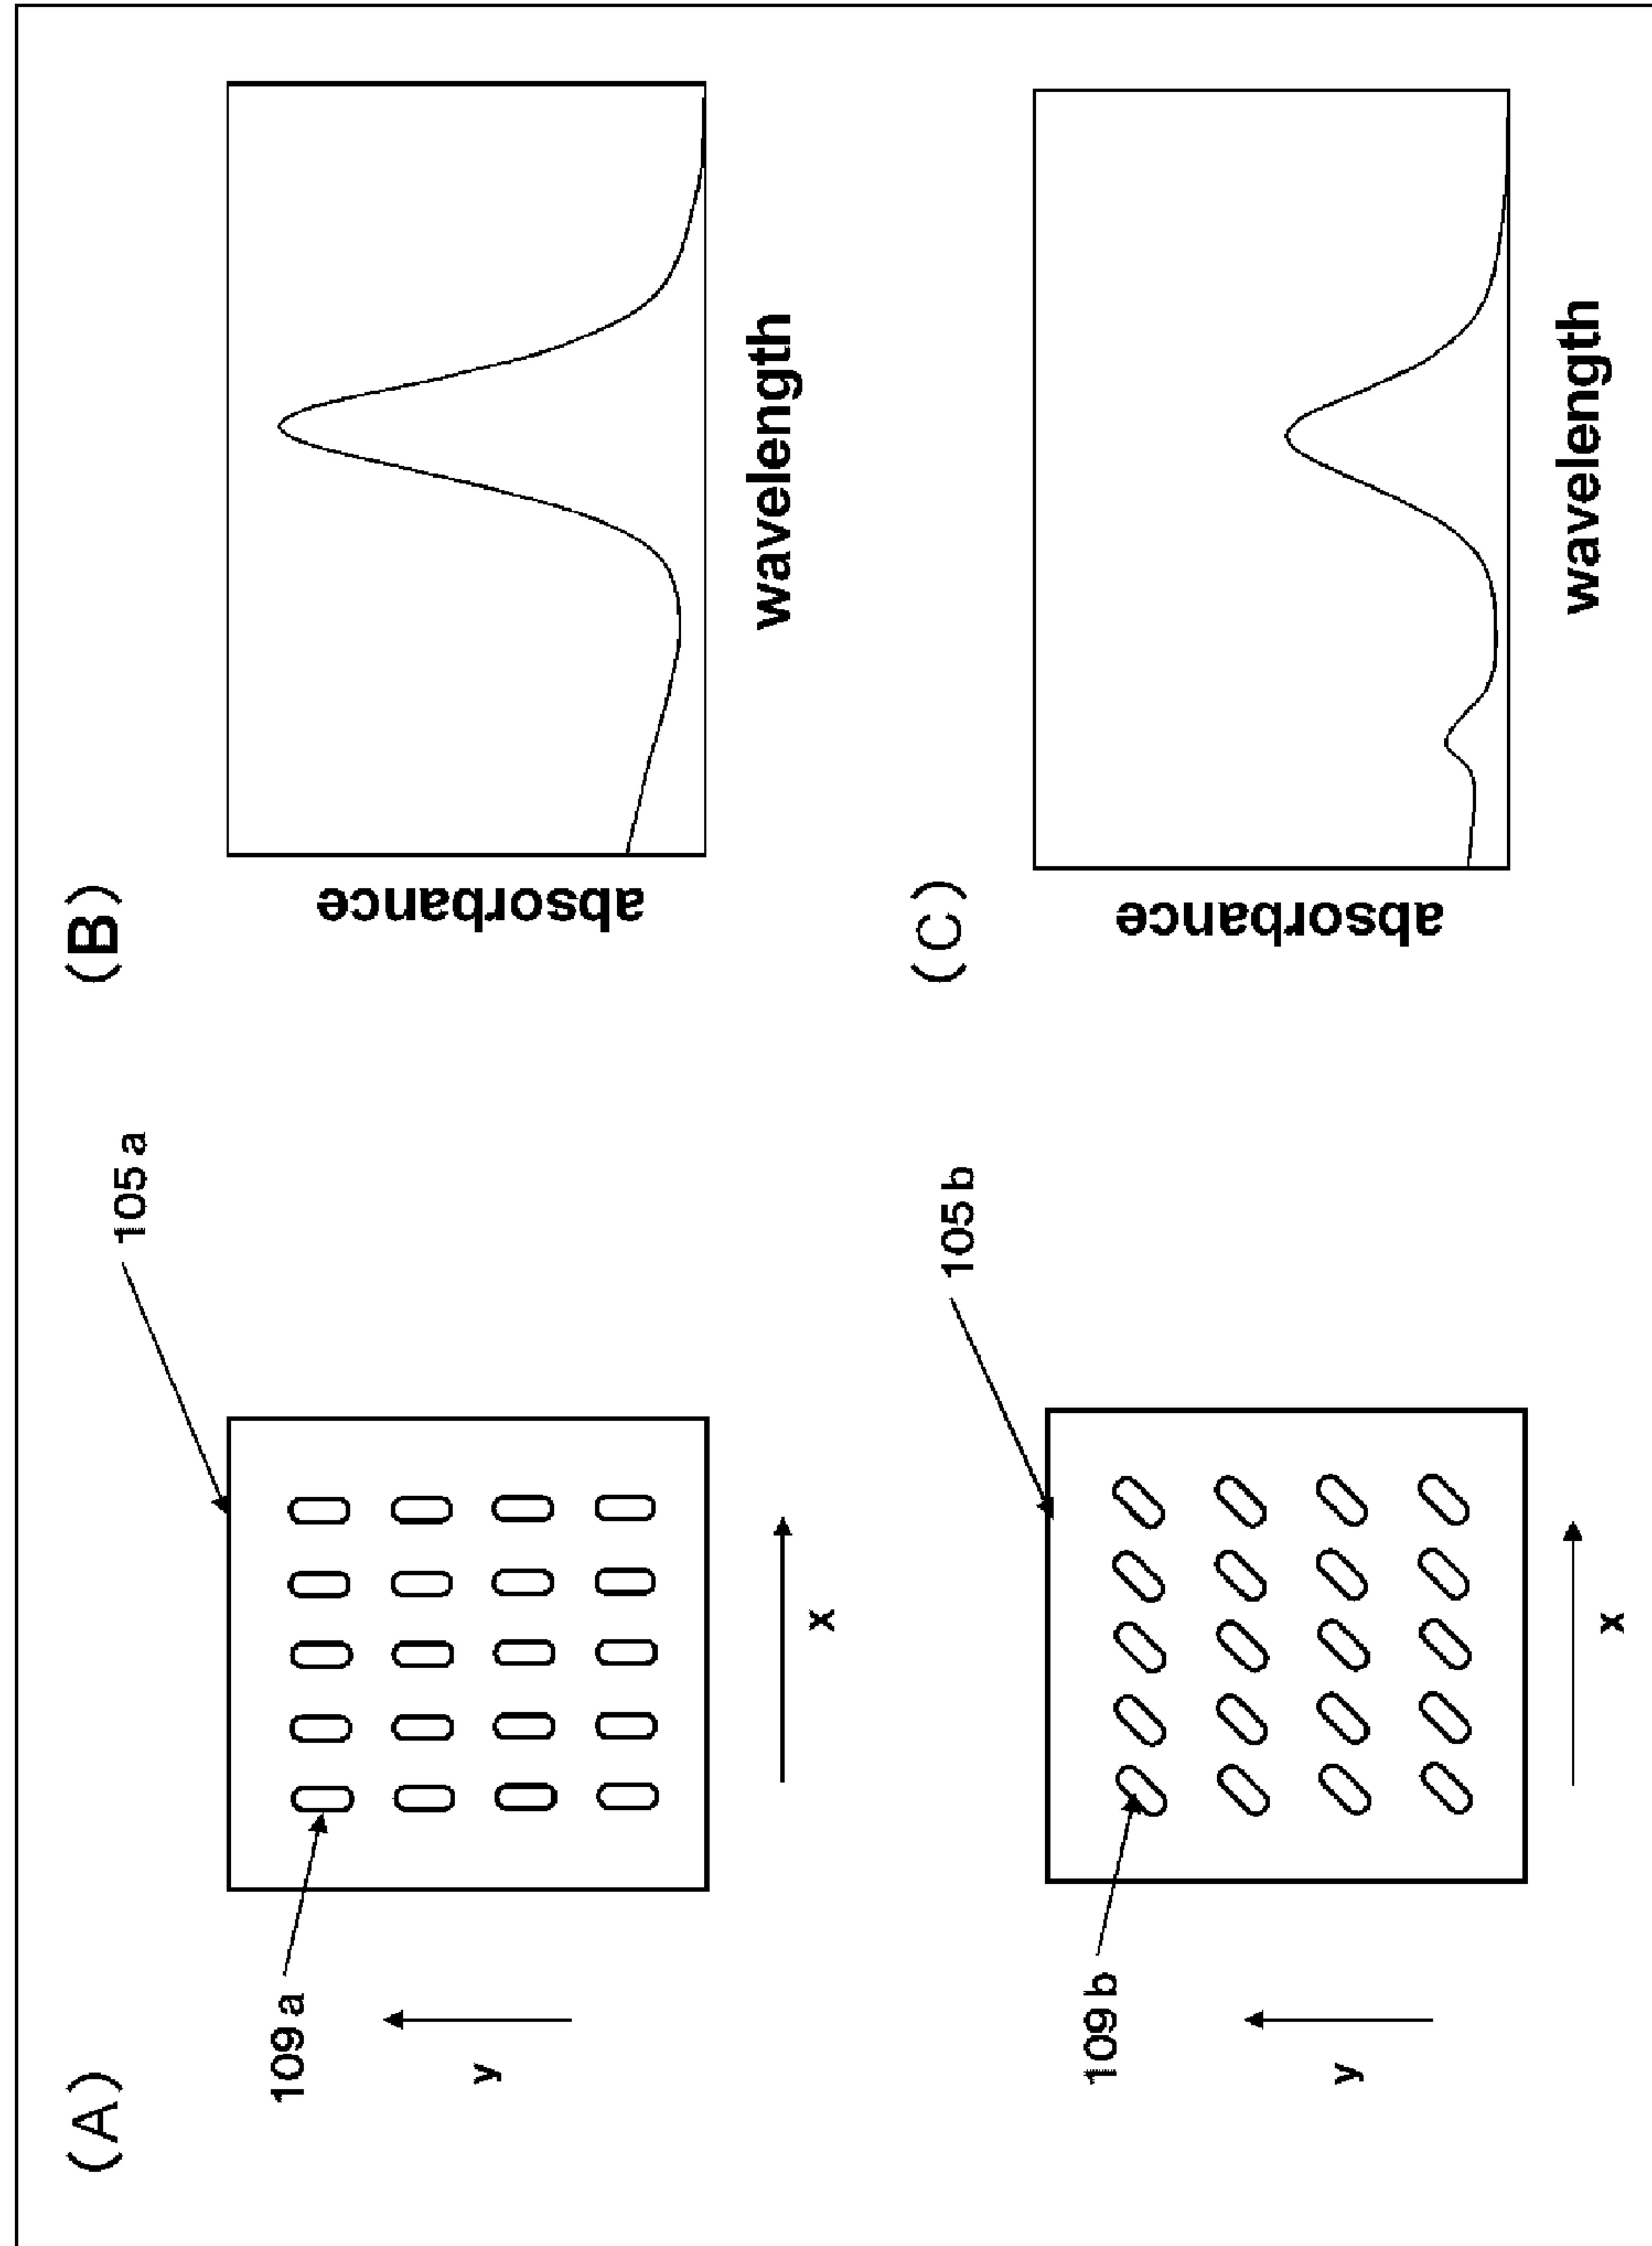 (A)
109a
105a
y
x
109b
105b
y
x
(B)
absorbance
wavelength
(C)
absorbance
wavelength